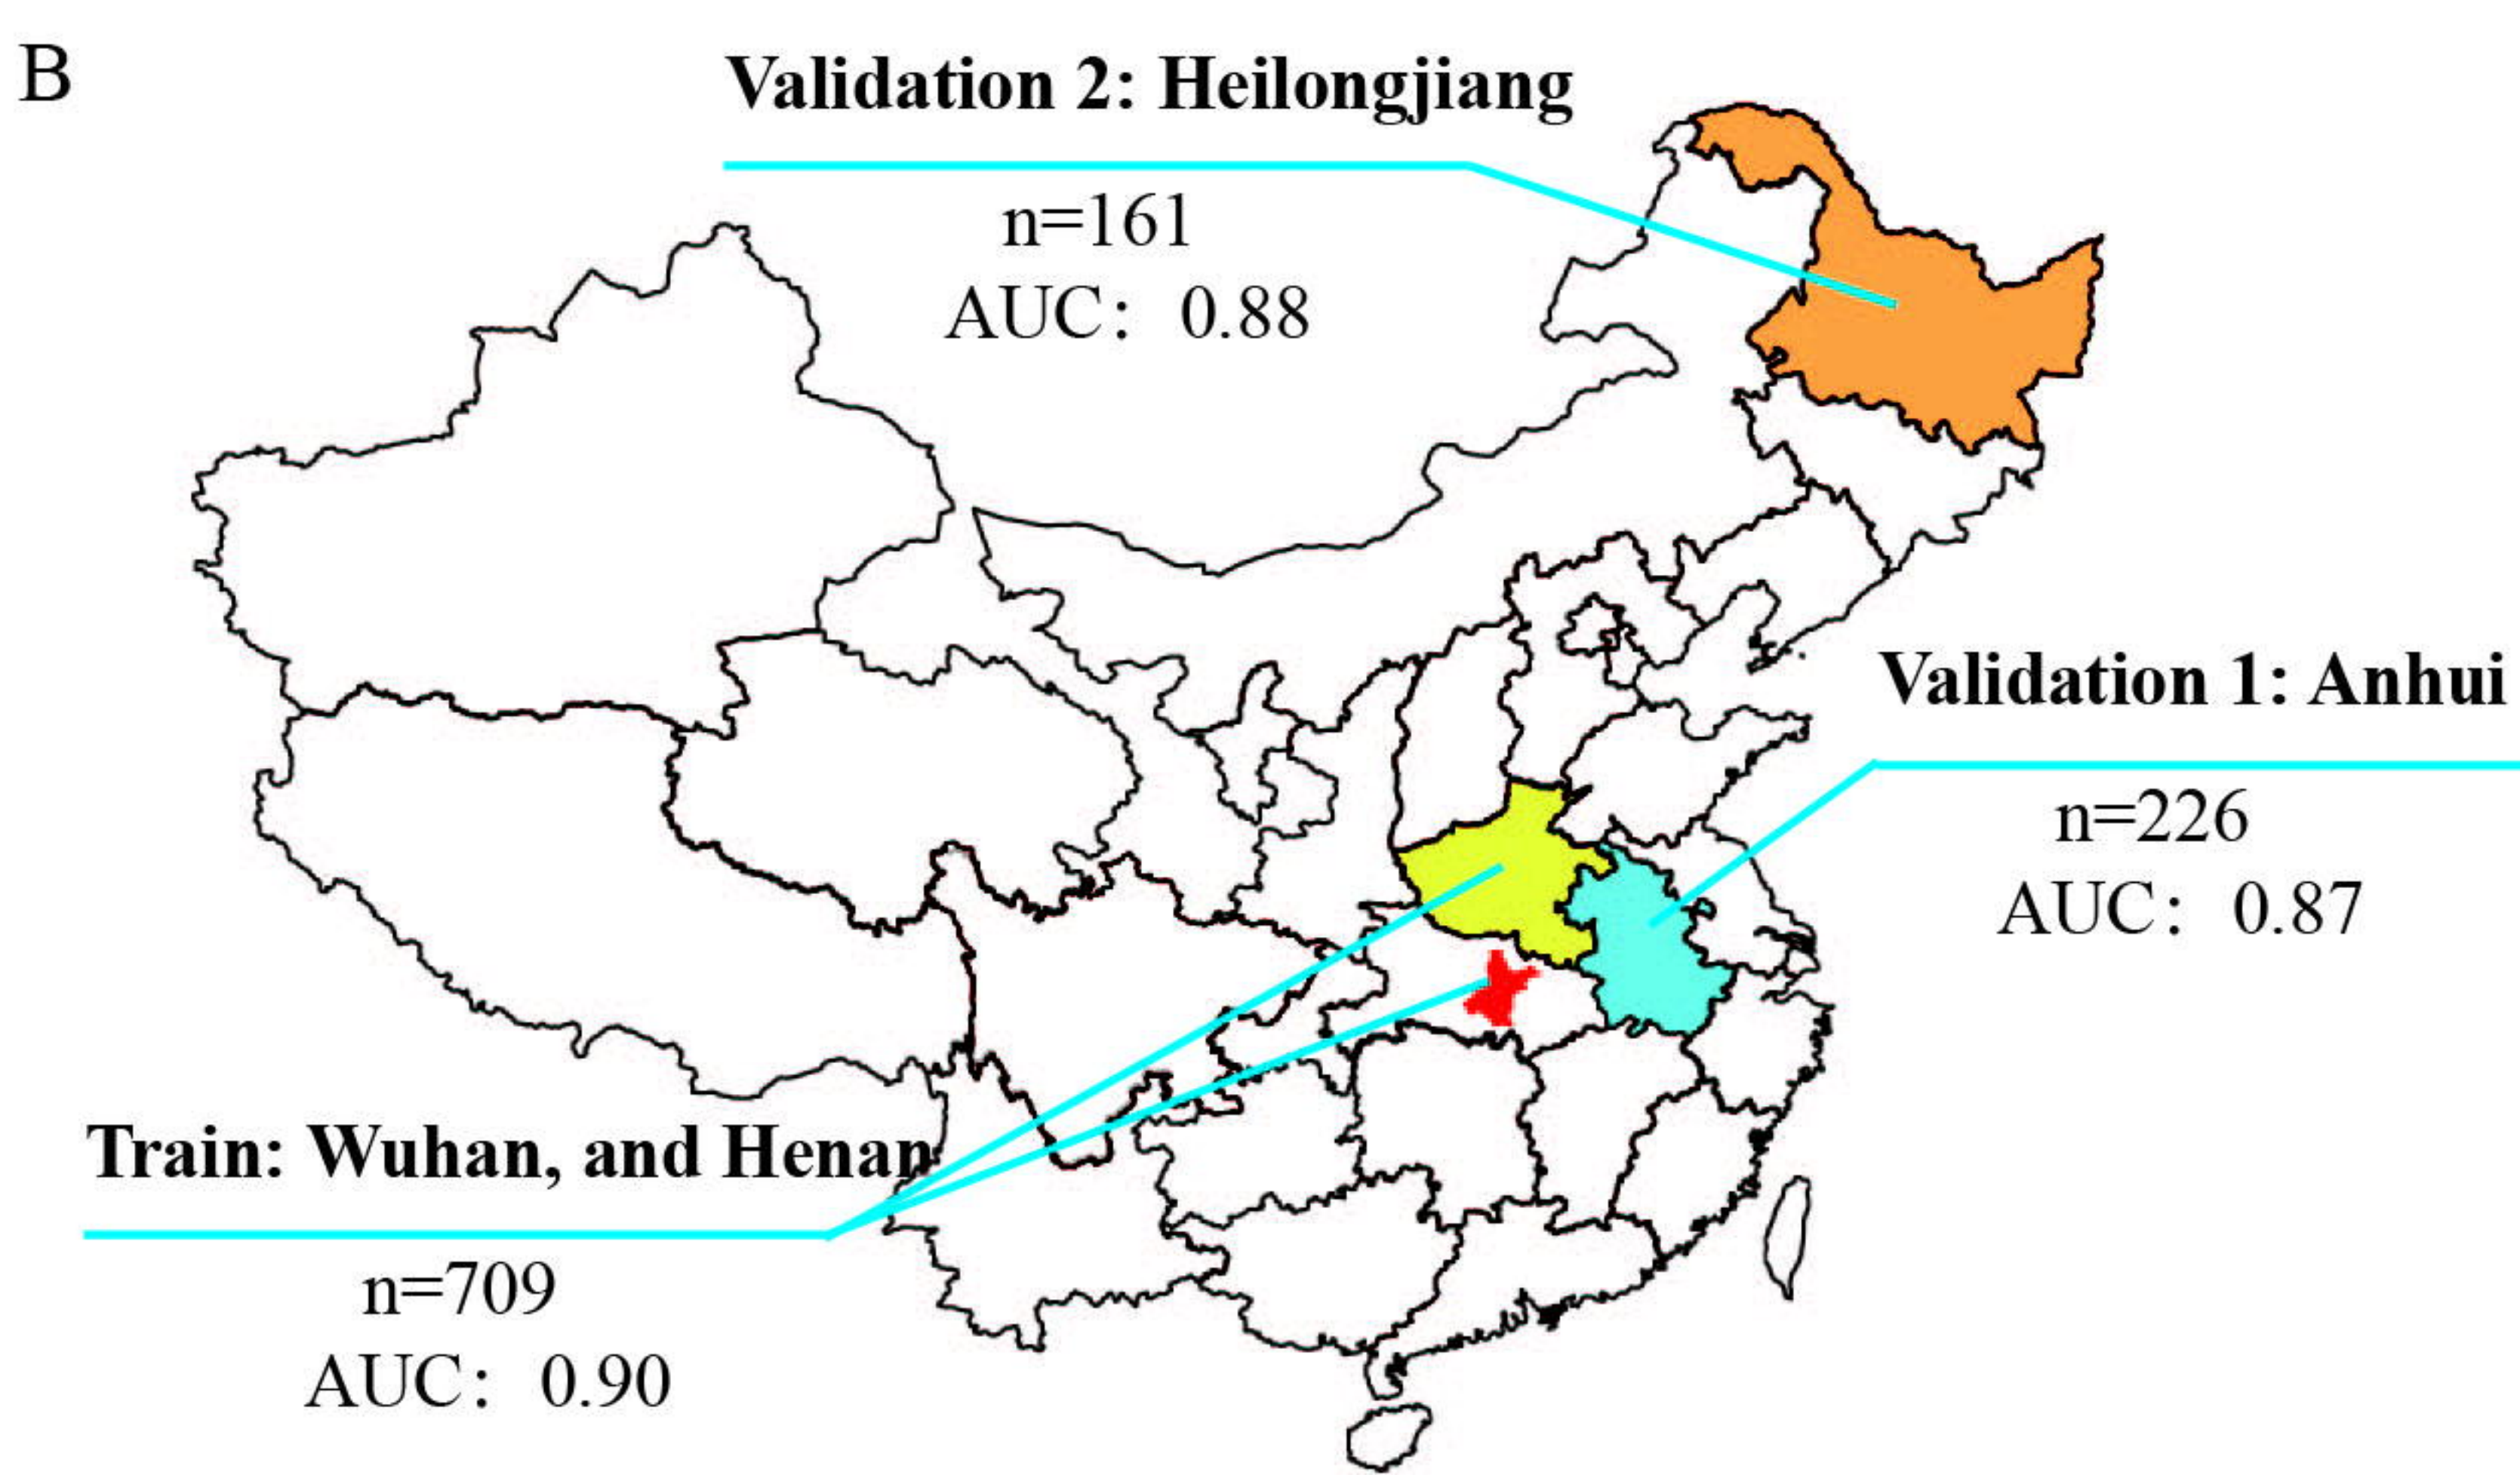 B
Validation 2: Heilongjiang
n=161
AUC: 0.88
Validation 1: Anhui
n=226
AUC: 0.87
Train: Wuhan, and Henan
n=709
AUC: 0.90